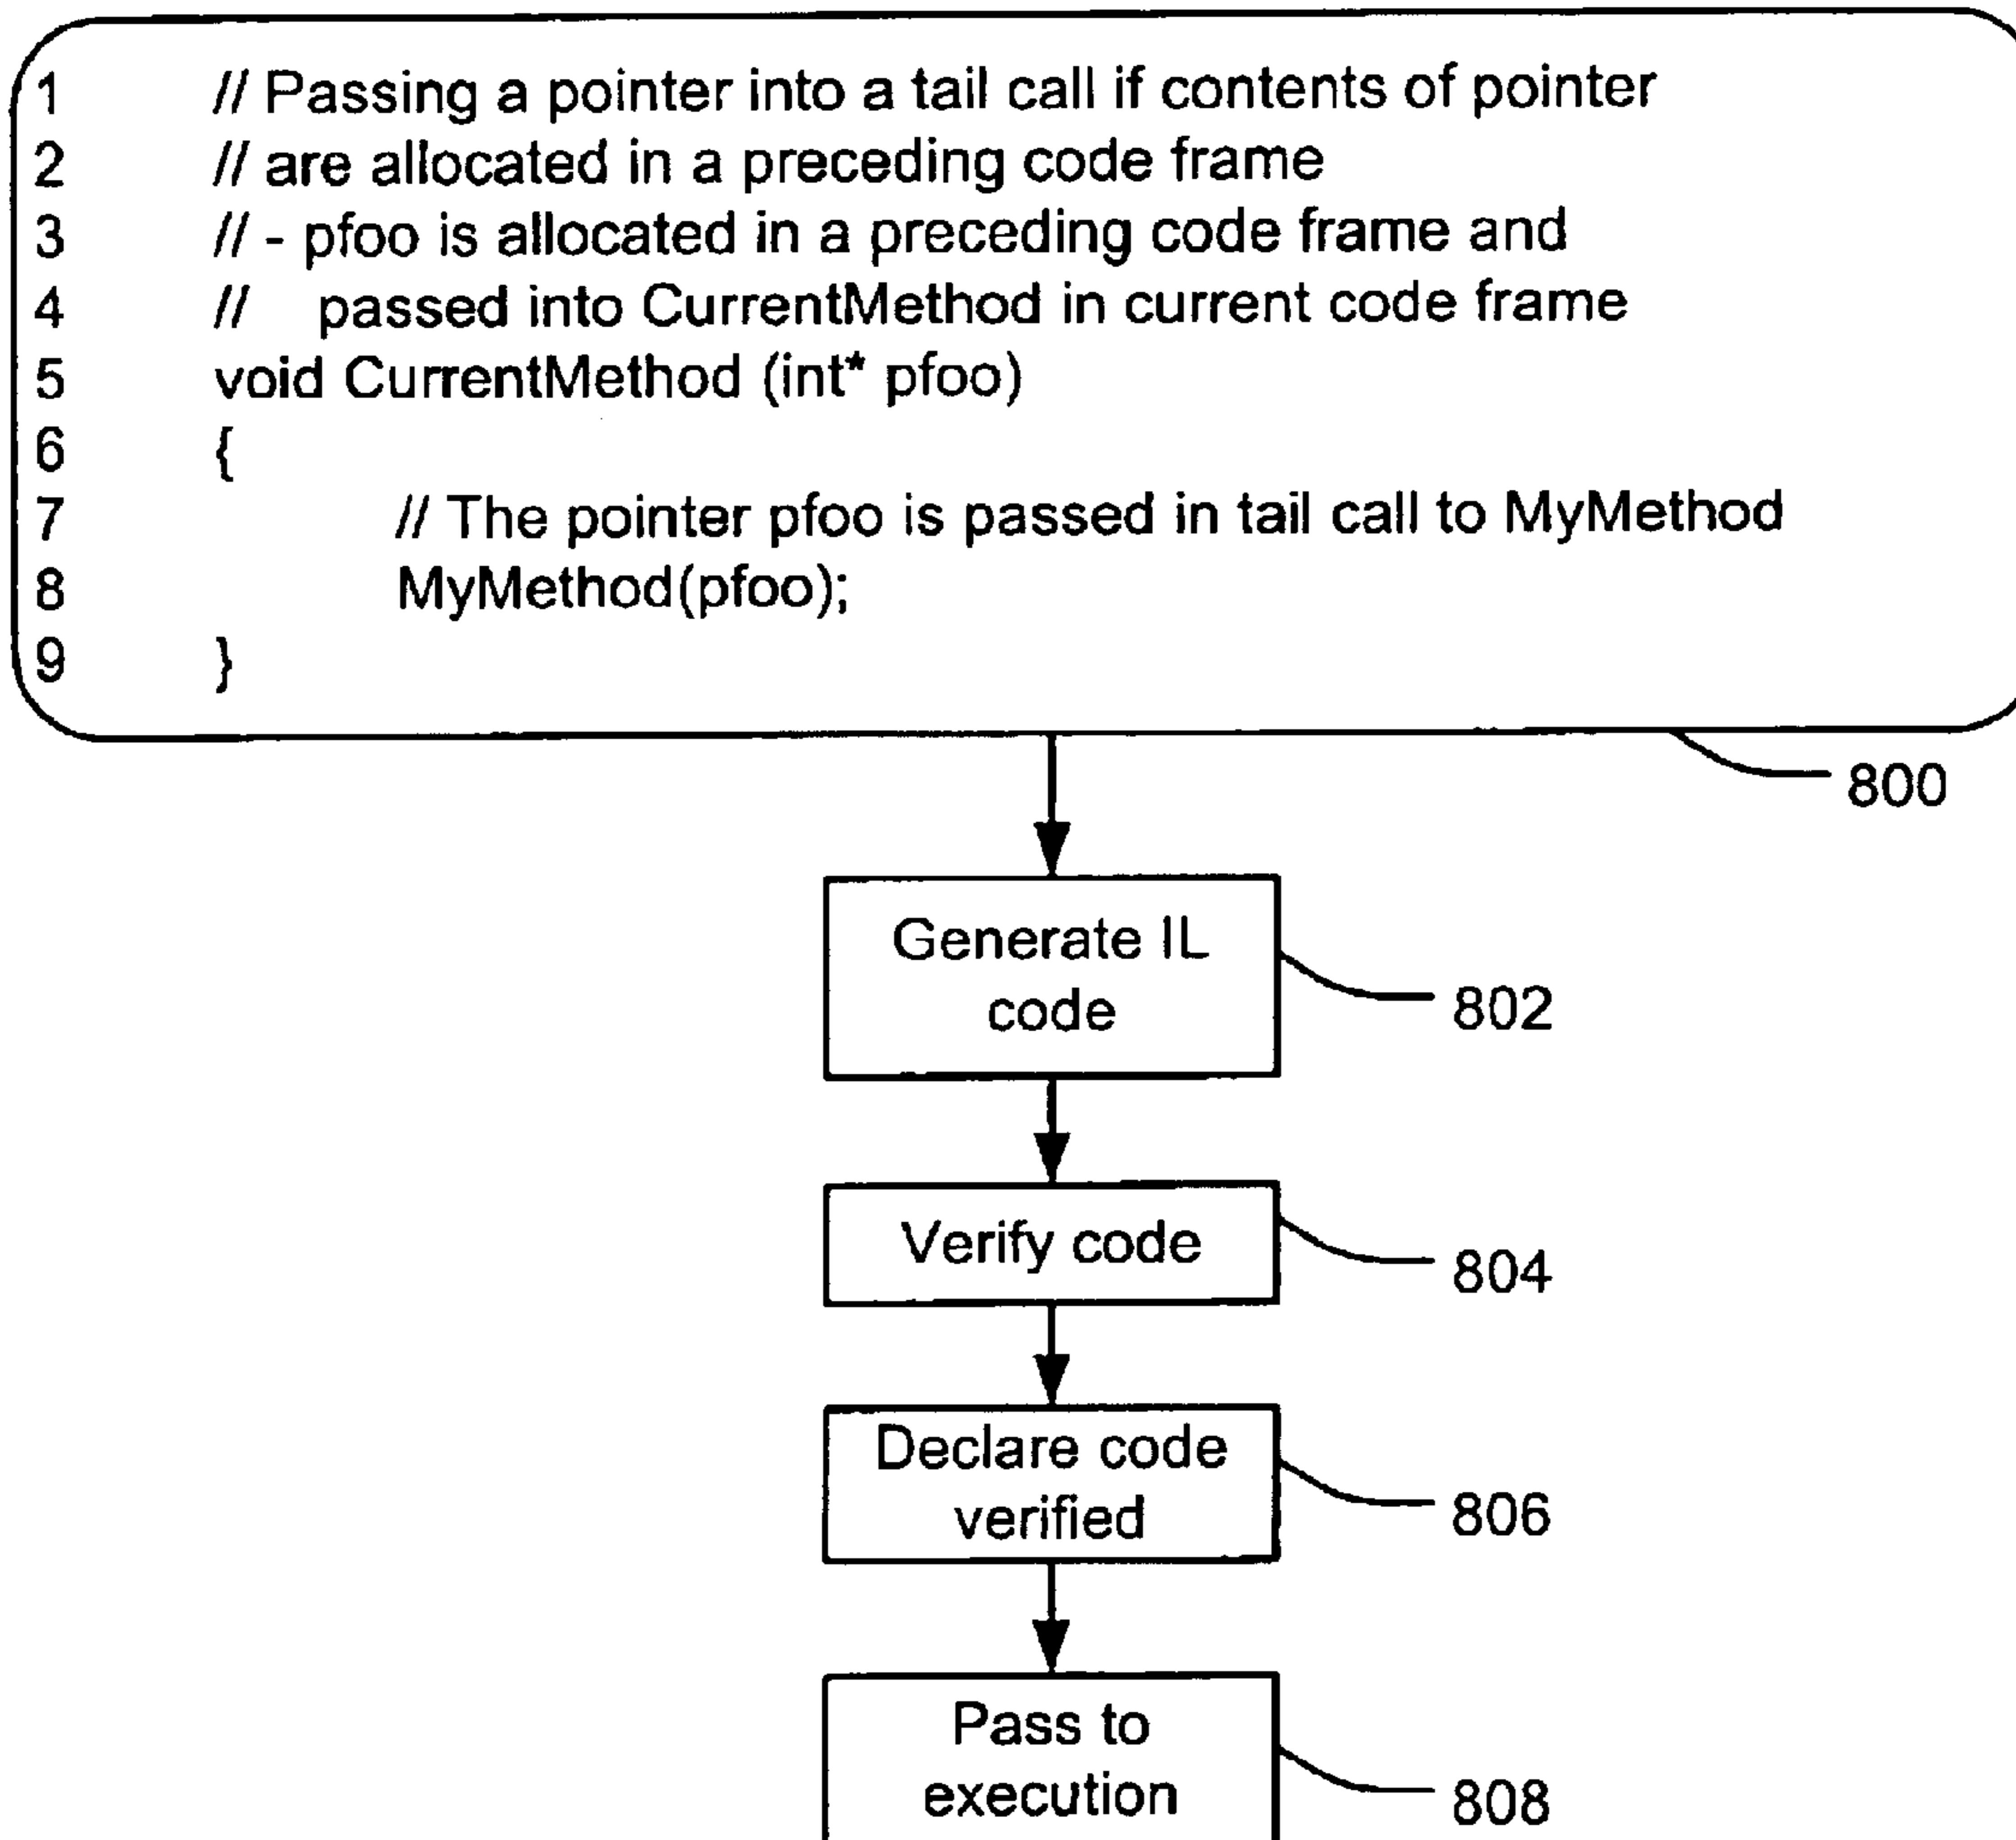 1 // Passing a pointer into a tail call if contents of pointer
2 // are allocated in a preceding code frame
3 // - pfoo is allocated in a preceding code frame and
4 // passed into CurrentMethod in current code frame
5 void CurrentMethod (int* pfoo)
6 {
7 // The pointer pfoo is passed in tail call to MyMethod
8 MyMethod(pfoo);
9 }
800
Generate IL
code
802
Verify code
804
Declare code
verified
806
Pass to
execution
808